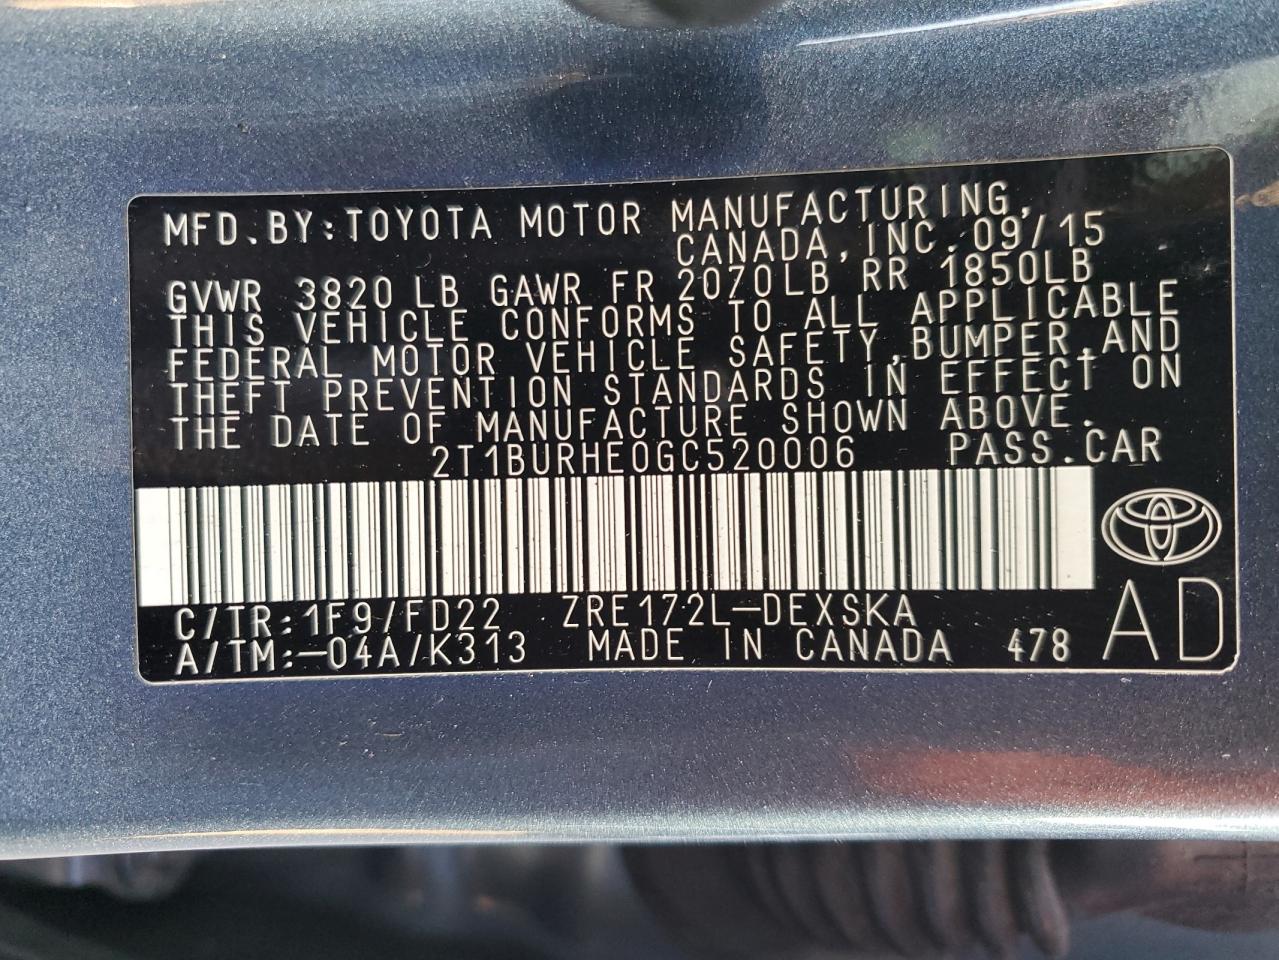 MFD.BY:TOYOTA MOTOR MANUFACTURING,
CANADA,INC.09/15
GVWR 3820 LB GAWR FR 2070LB RR 1850LB
THIS VEHICLE CONFORMS TO ALL APPLICABLE
FEDERAL MOTOR VEHICLE SAFETY,BUMPER,AND
THEFT PREVENTION STANDARDS IN EFFECT ON
THE DATE OF MANUFACTURE SHOWN ABOVE.
2T1BURHE0GC520006 PASS.CAR
C/TR:1F9/FD22 ZRE172L-DEXSKA
A/TM:-04A/K313 MADE IN CANADA 478 AD